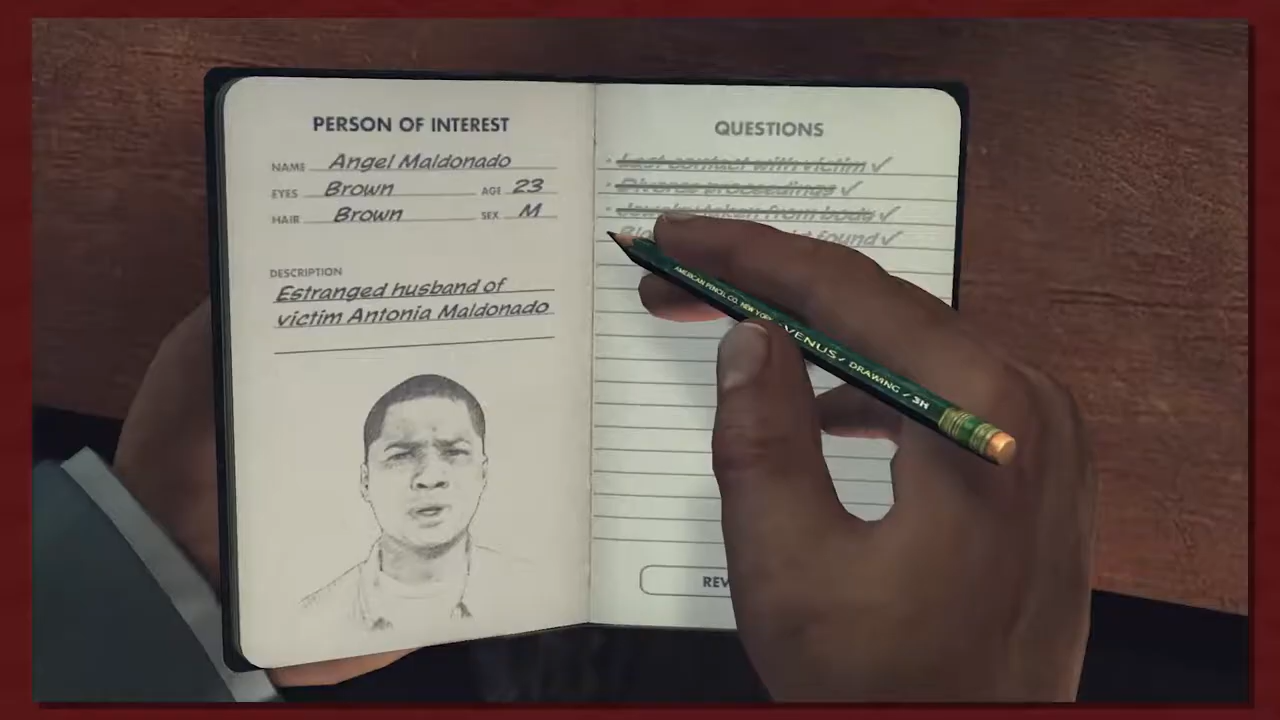 PERSON OF INTEREST
NAME Angel Maldonado
EYES Brown AGE 23
HAIR Brown SEX M
DESCRIPTION
Estranged husband of
victim Antonia Maldonado
QUESTIONS
· Last contact with victim ✓
· Divorce proceedings ✓
· Jewelry taken from body ✓
found ✓
AMERICAN PENCIL CO. NEW YORK VENUS / DRAWING / 3H